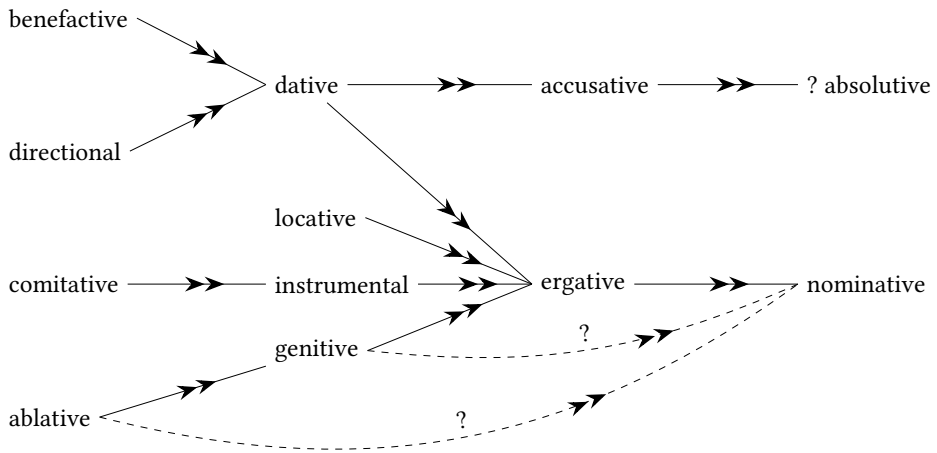 benefactive
dative
accusative
? absolutive
directional
locative
comitative
instrumental
ergative
nominative
?
genitive
ablative
?